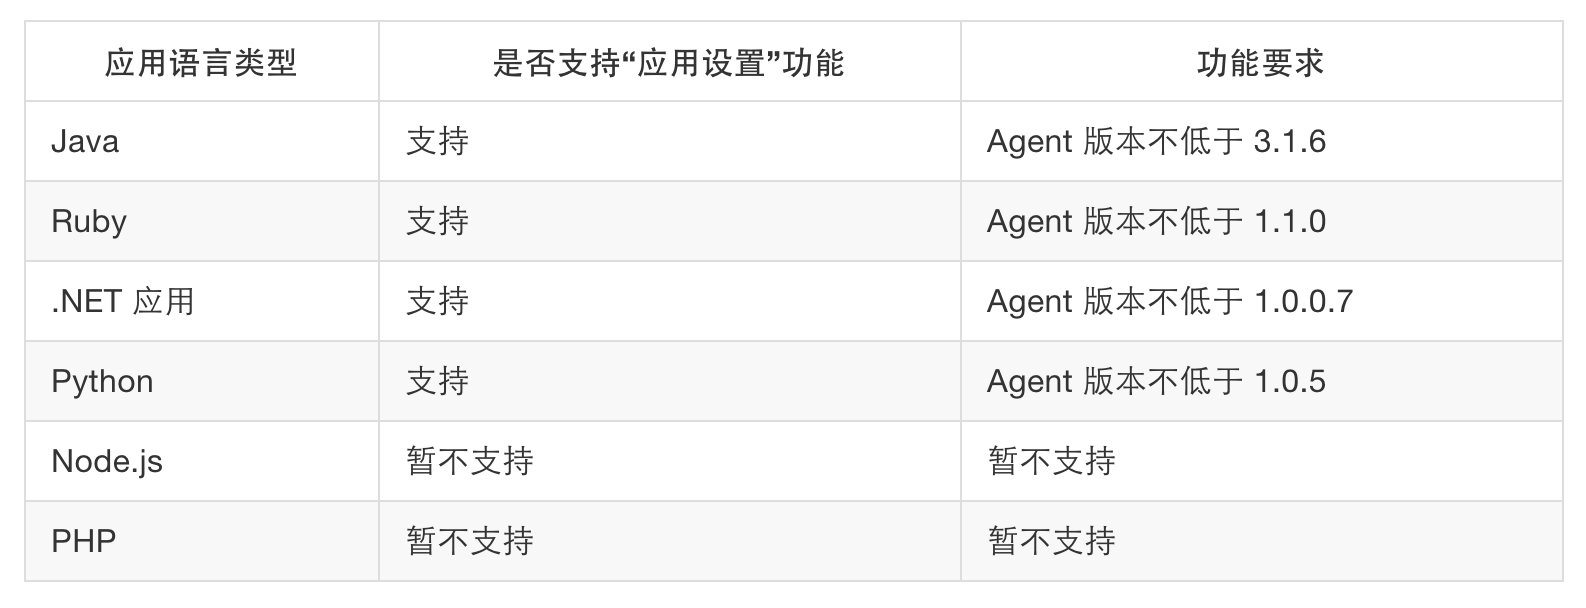 应用语言类型 是否支持“应用设置”功能 功能要求
Java 支持 Agent 版本不低于 3.1.6
Ruby 支持 Agent 版本不低于 1.1.0
.NET 应用 支持 Agent 版本不低于 1.0.0.7
Python 支持 Agent 版本不低于 1.0.5
Node.js 暂不支持 暂不支持
PHP 暂不支持 暂不支持